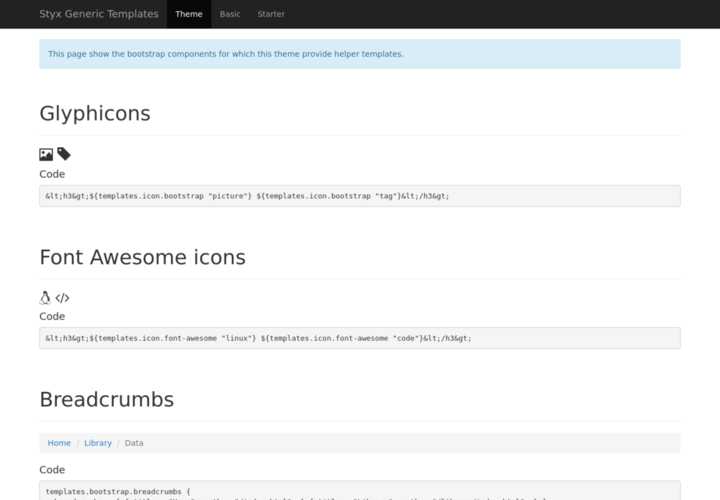 Styx Generic Templates Theme Basic Starter
This page show the bootstrap components for which this theme provide helper templates.
Glyphicons
Code
&lt;h3&gt;${templates.icon.bootstrap "picture"} ${templates.icon.bootstrap "tag"}&lt;/h3&gt;
Font Awesome icons
Code
&lt;h3&gt;${templates.icon.font-awesome "linux"} ${templates.icon.font-awesome "code"}&lt;/h3&gt;
Breadcrumbs
Home / Library / Data
Code
templates.bootstrap.breadcrumbs {